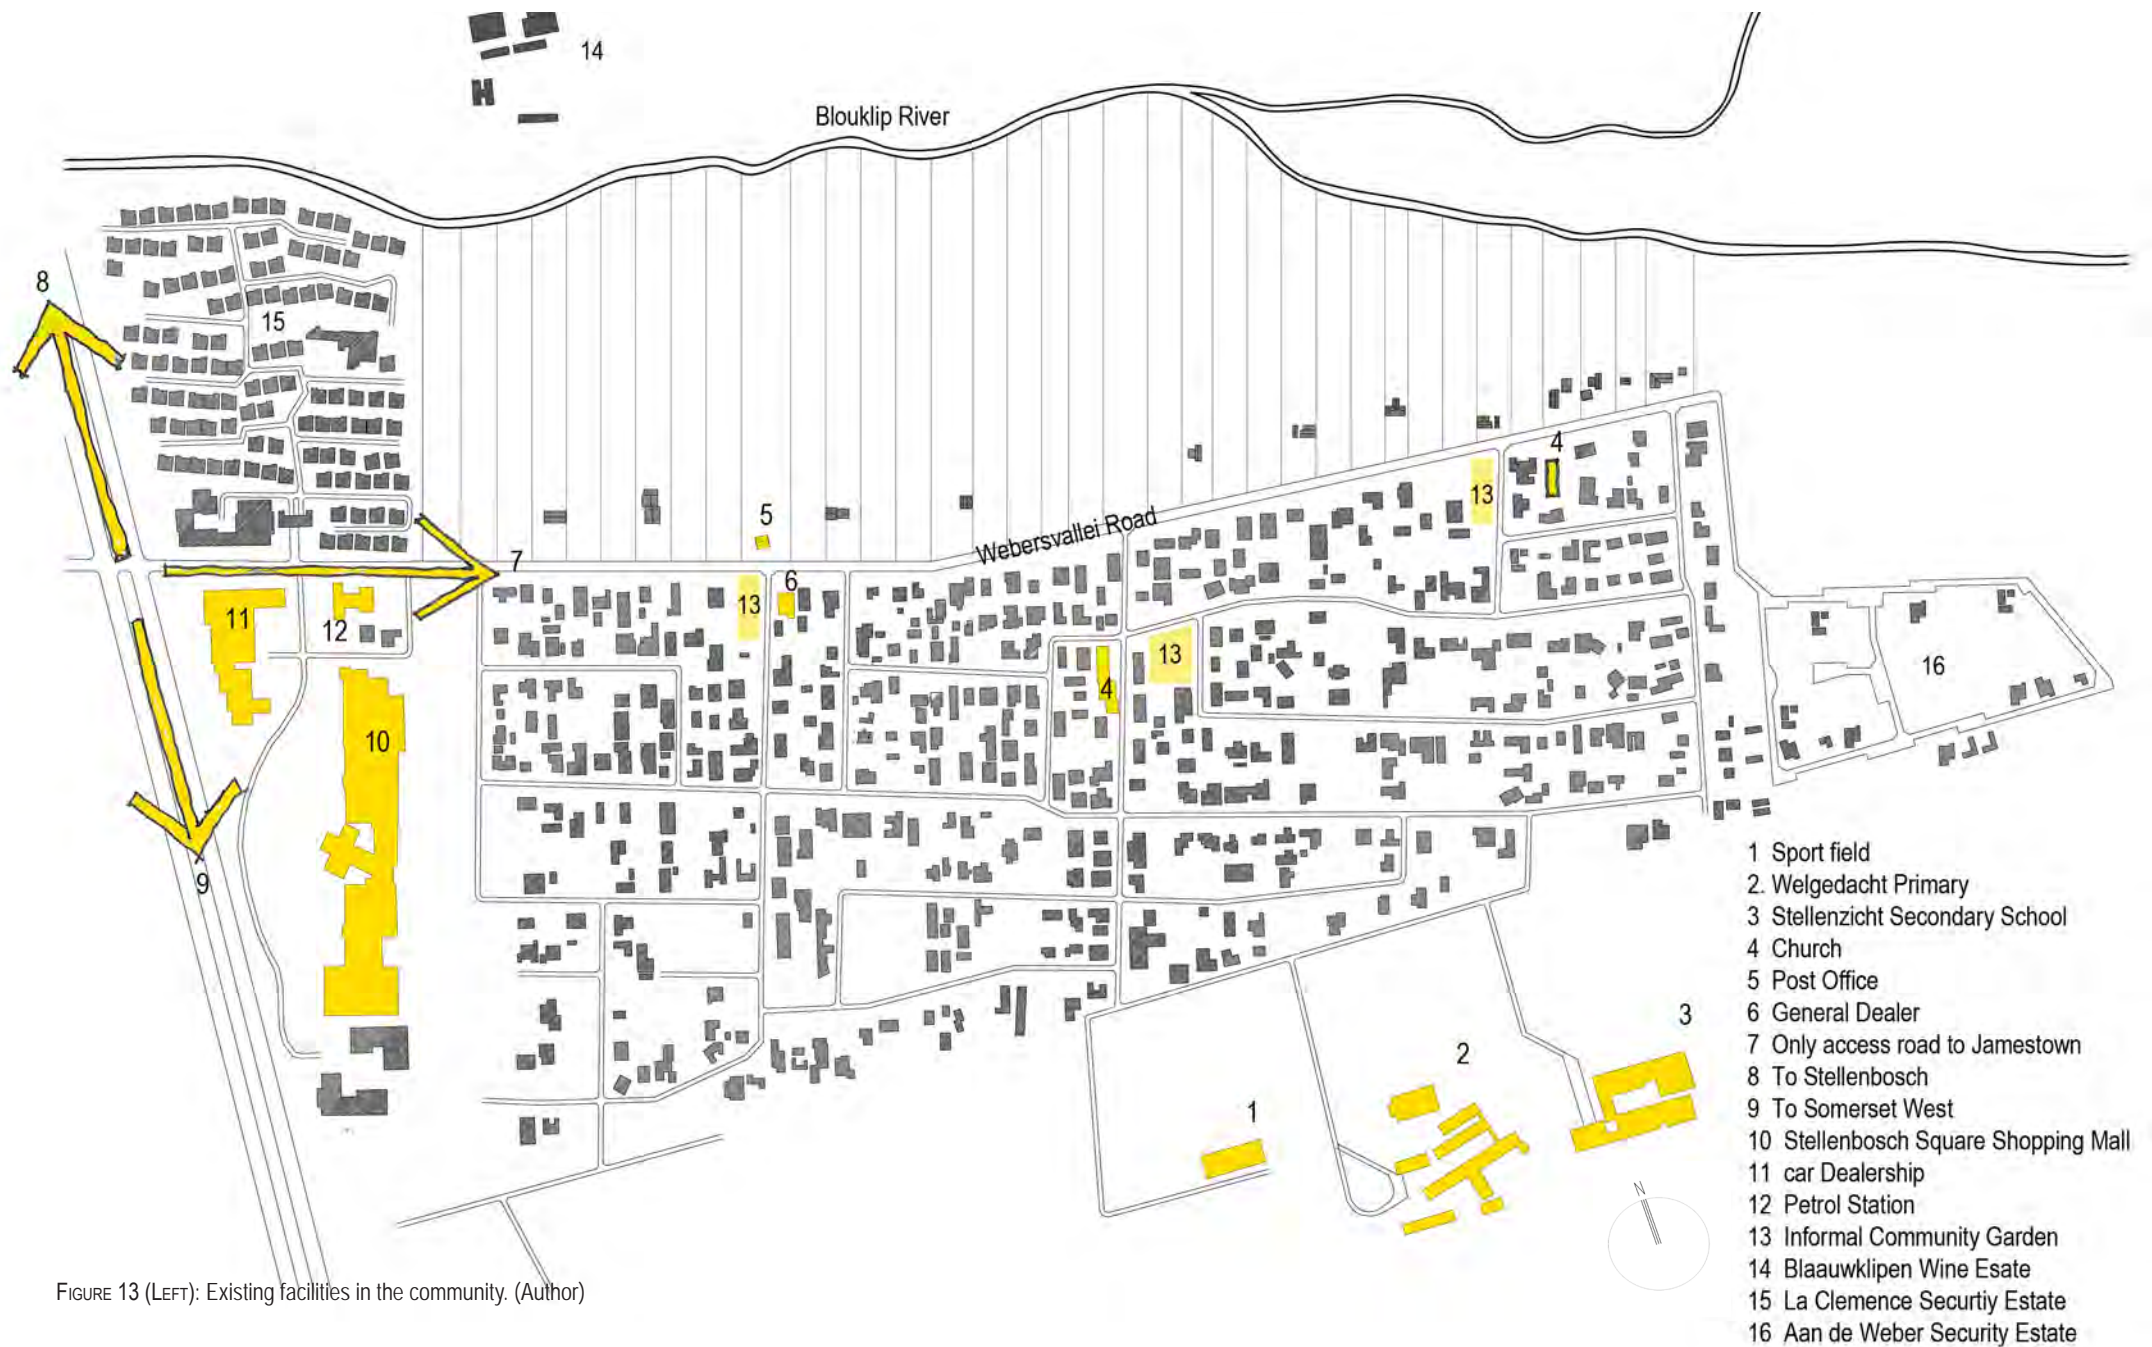 14
Blouklip River
8
15
4
13
5
Webersvallei Road
7
6
13
11
12
13
16
4
10
9
1 Sport field
2. Welgedacht Primary
3 Stellenzicht Secondary School
4 Church
5 Post Office
6 General Dealer
7 Only access road to Jamestown
8 To Stellenbosch
9 To Somerset West
10 Stellenbosch Square Shopping Mall
11 car Dealership
12 Petrol Station
13 Informal Community Garden
14 Blaauwklipen Wine Esate
15 La Clemence Securtiy Estate
16 Aan de Weber Security Estate
3
2
1
N
FIGURE 13 (LEFT): Existing facilities in the community. (Author)